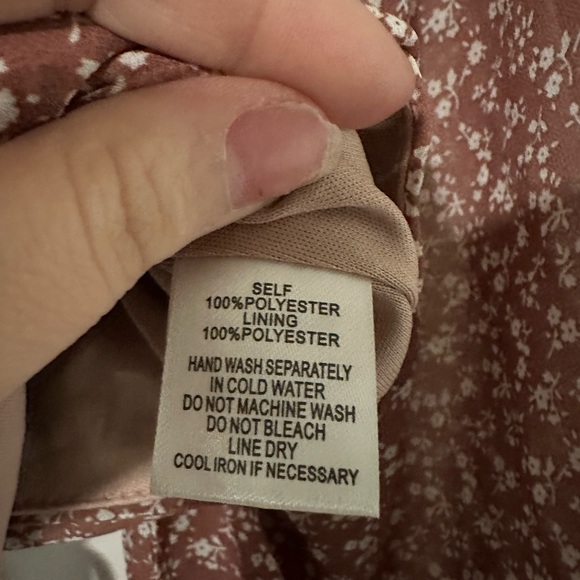 SELF
100%POLYESTER
LINING
100%POLYESTER
HAND WASH SEPARATELY
IN COLD WATER
DO NOT MACHINE WASH
DO NOT BLEACH
LINE DRY
COOL IRON IF NECESSARY